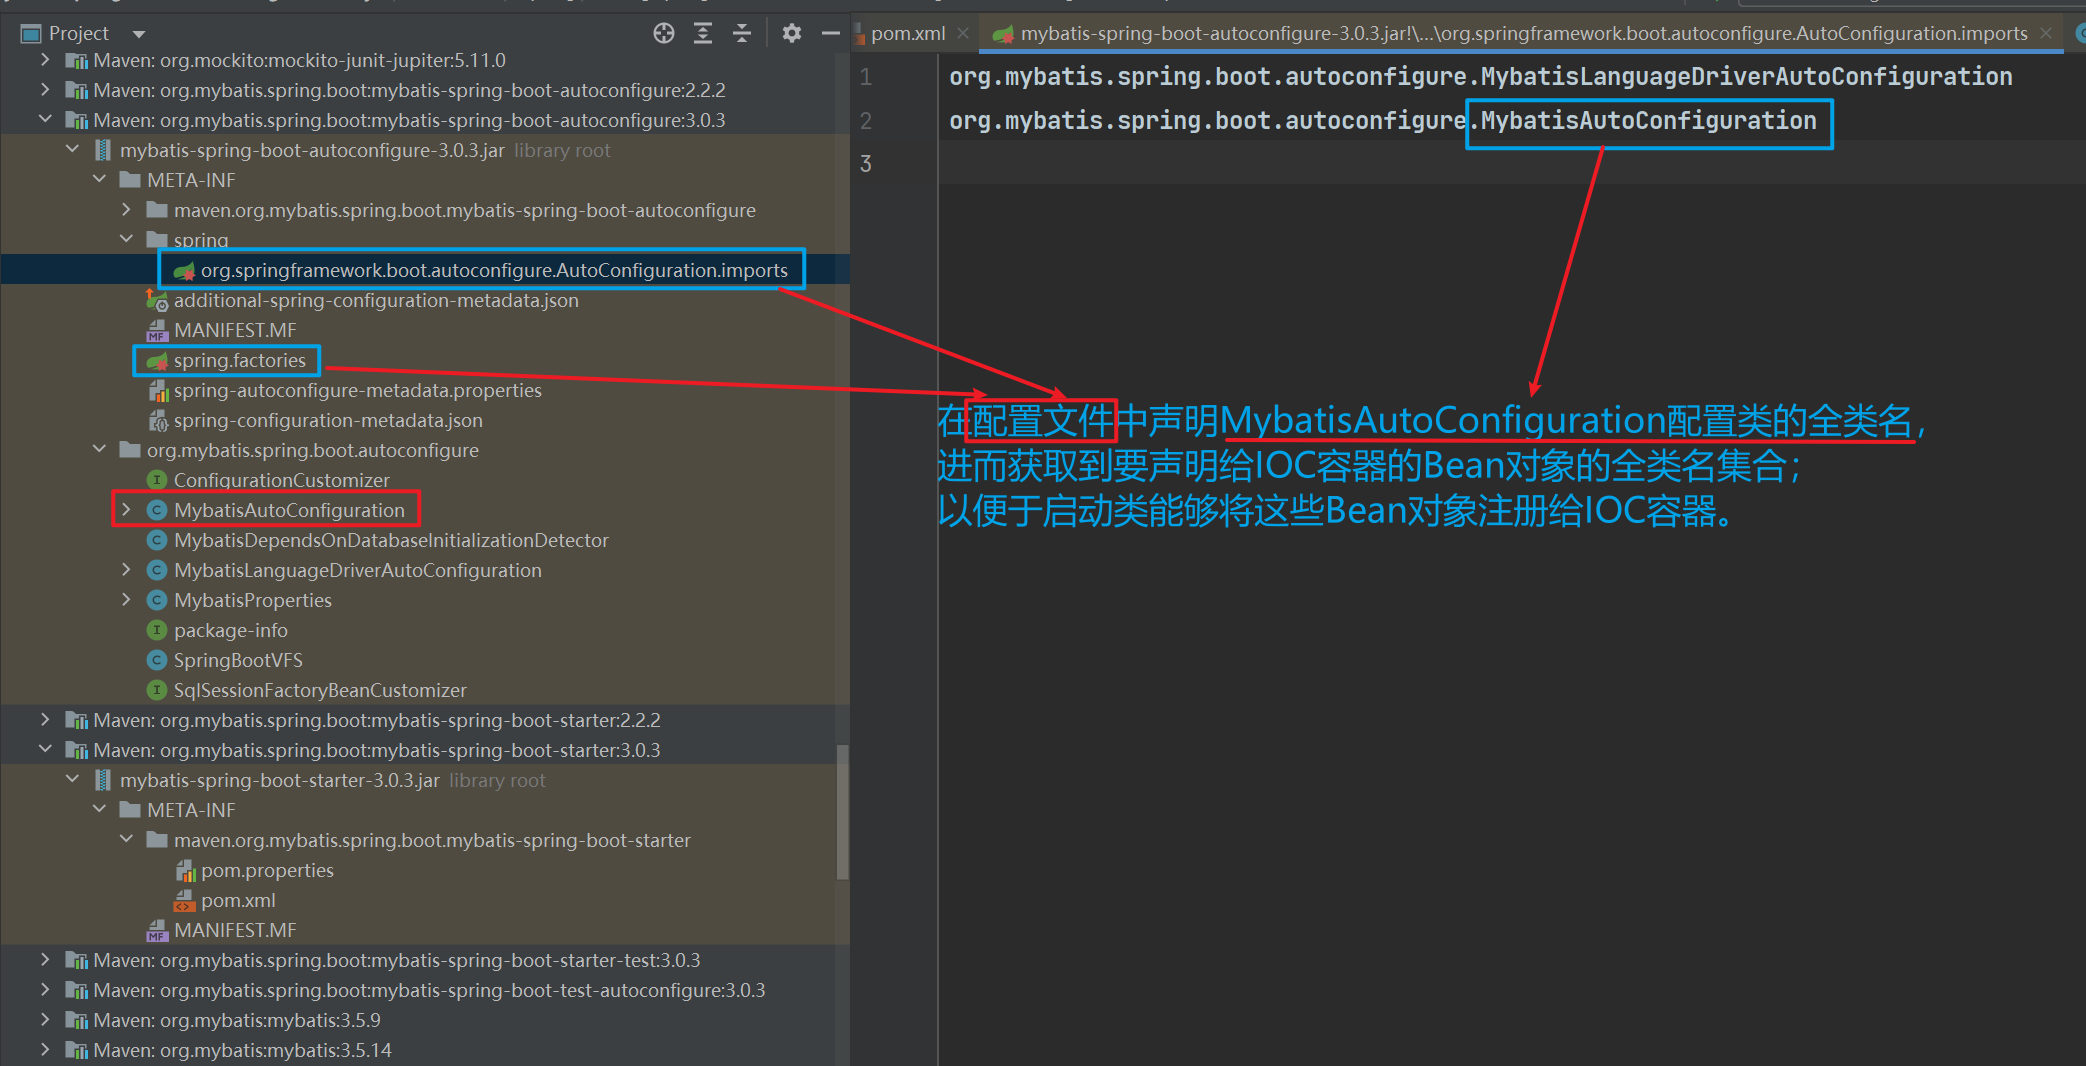 Project
Maven: org.mockito:mockito-junit-jupiter:5.11.0
Maven: org.mybatis.spring.boot:mybatis-spring-boot-autoconfigure:2.2.2
Maven: org.mybatis.spring.boot:mybatis-spring-boot-autoconfigure:3.0.3
mybatis-spring-boot-autoconfigure-3.0.3.jar library root
META-INF
maven.org.mybatis.spring.boot.mybatis-spring-boot-autoconfigure
spring
org.springframework.boot.autoconfigure.AutoConfiguration.imports
additional-spring-configuration-metadata.json
MANIFEST.MF
spring.factories
spring-autoconfigure-metadata.properties
spring-configuration-metadata.json
org.mybatis.spring.boot.autoconfigure
ConfigurationCustomizer
MybatisAutoConfiguration
MybatisDependsOnDatabaseInitializationDetector
MybatisLanguageDriverAutoConfiguration
MybatisProperties
package-info
SpringBootVFS
SqlSessionFactoryBeanCustomizer
Maven: org.mybatis.spring.boot:mybatis-spring-boot-starter:2.2.2
Maven: org.mybatis.spring.boot:mybatis-spring-boot-starter:3.0.3
mybatis-spring-boot-starter-3.0.3.jar library root
META-INF
maven.org.mybatis.spring.boot.mybatis-spring-boot-starter
pom.properties
pom.xml
MANIFEST.MF
Maven: org.mybatis.spring.boot:mybatis-spring-boot-starter-test:3.0.3
Maven: org.mybatis.spring.boot:mybatis-spring-boot-test-autoconfigure:3.0.3
Maven: org.mybatis:mybatis:3.5.9
Maven: org.mybatis:mybatis:3.5.14
pom.xml
mybatis-spring-boot-autoconfigure-3.0.3.jar!\...\org.springframework.boot.autoconfigure.AutoConfiguration.imports
1 org.mybatis.spring.boot.autoconfigure.MybatisLanguageDriverAutoConfiguration
2 org.mybatis.spring.boot.autoconfigure.MybatisAutoConfiguration
3
在配置文件中声明MybatisAutoConfiguration配置类的全类名，
进而获取到要声明给IOC容器的Bean对象的全类名集合；
以便于启动类能够将这些Bean对象注册给IOC容器。